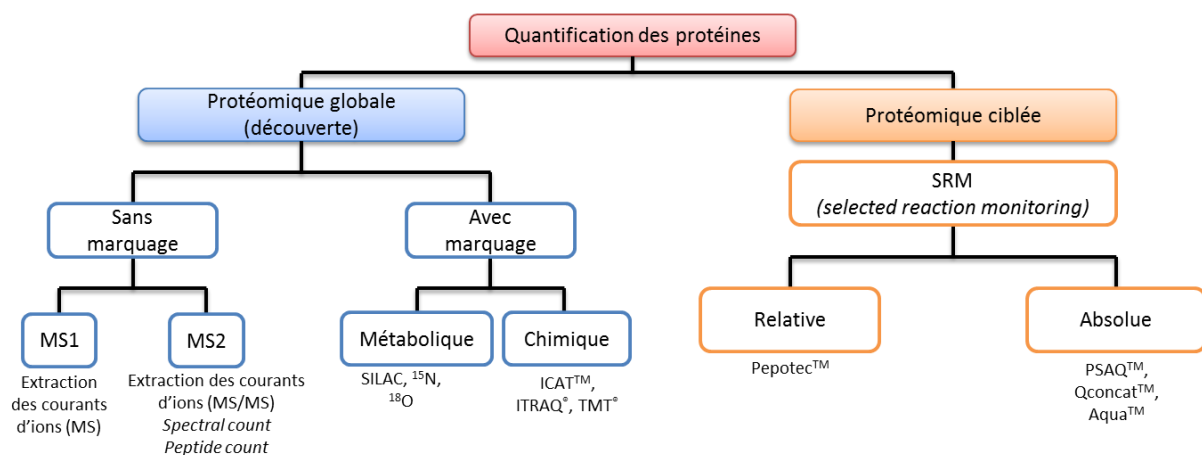 Quantification des protéines
Protéomique globale
(découverte)
Protéomique ciblée
Sans
marquage
Avec
marquage
SRM
(selected reaction monitoring)
MS1
Extraction
des courants
d'ions (MS)
MS2
Extraction des courants
d'ions (MS/MS)
Spectral count
Peptide count
Métabolique
SILAC, ¹⁵N,
¹⁸O
Chimique
ICAT™,
ITRAQ®, TMT®
Relative
Pepotec™
Absolue
PSAQ™,
Qconcat™,
Aqua™